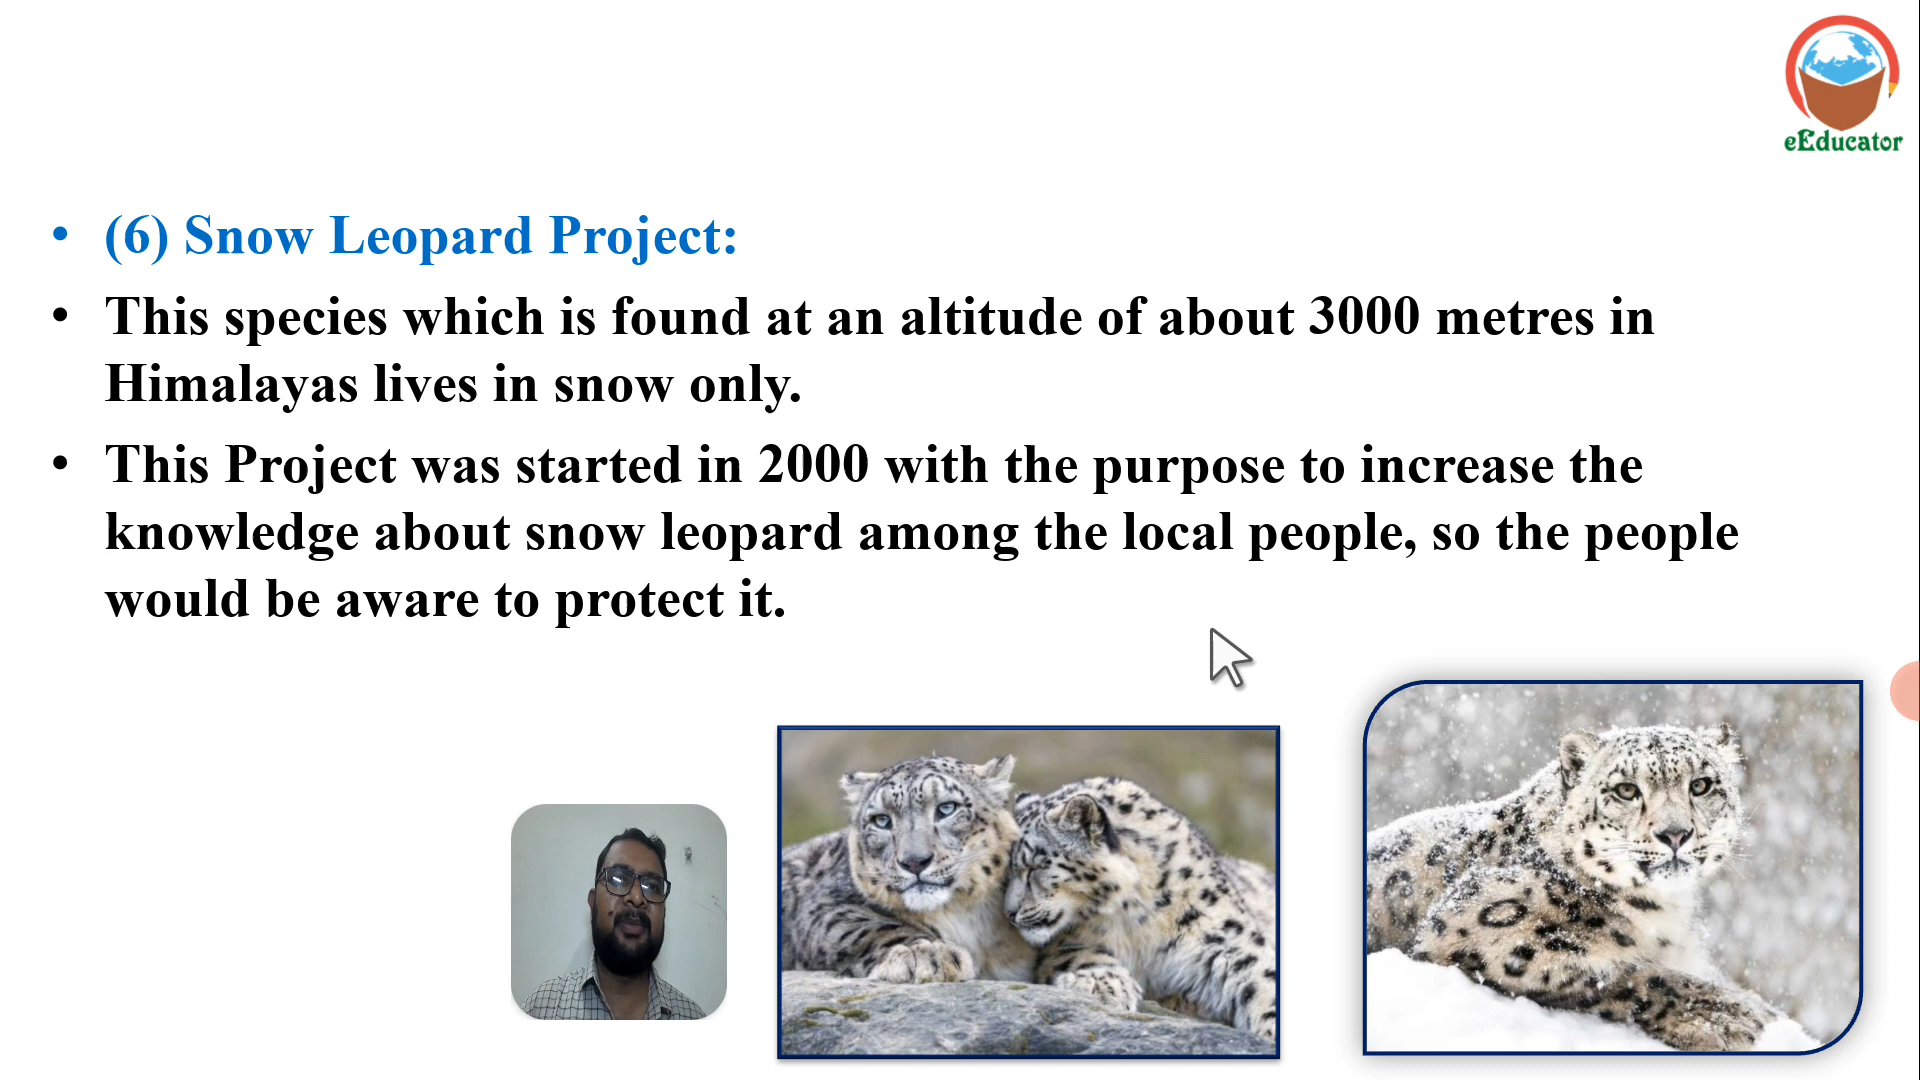 eEducator
• (6) Snow Leopard Project:
• This species which is found at an altitude of about 3000 metres in
Himalayas lives in snow only.
• This Project was started in 2000 with the purpose to increase the
knowledge about snow leopard among the local people, so the people
would be aware to protect it.